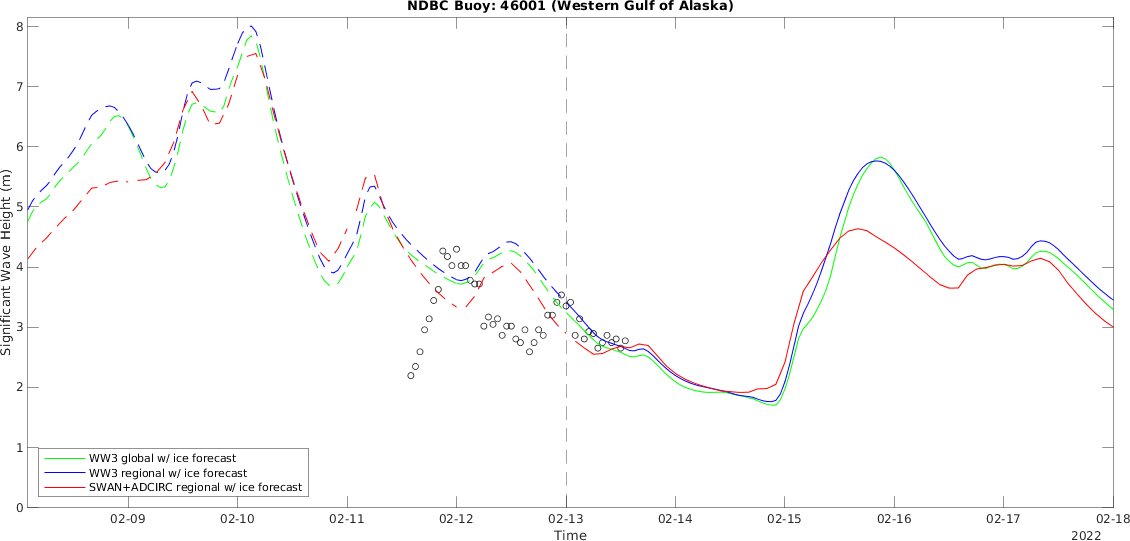 NDBC Buoy: 46001 (Western Gulf of Alaska)
Significant Wave Height (m)
8
7
6
5
4
3
2
1
0
WW3 global w/ ice forecast
WW3 regional w/ ice forecast
SWAN+ADCIRC regional w/ ice forecast
02-09 02-10 02-11 02-12 02-13 02-14 02-15 02-16 02-17 02-18
Time
2022